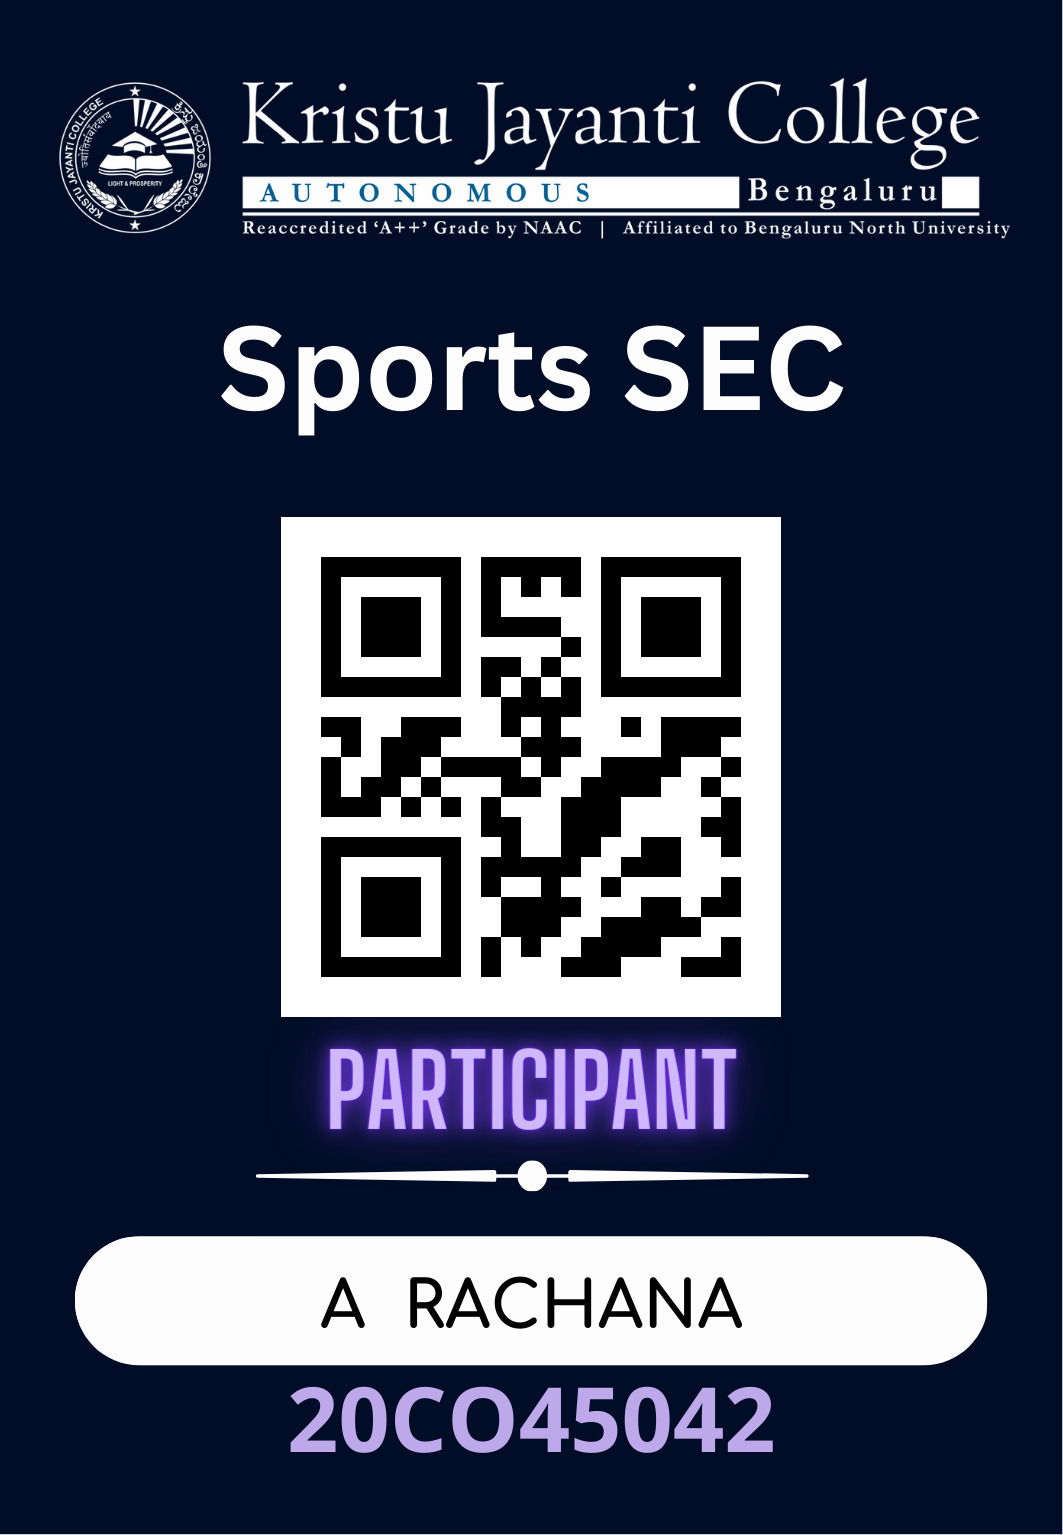 Kristu Jayanti College
AUTONOMOUS Bengaluru
Reaccredited ‘A++’ Grade by NAAC | Affiliated to Bengaluru North University
KRISTU JAYANTI COLLEGE
LIGHT & PROSPERITY
Sports SEC
PARTICIPANT
A RACHANA
20CO45042